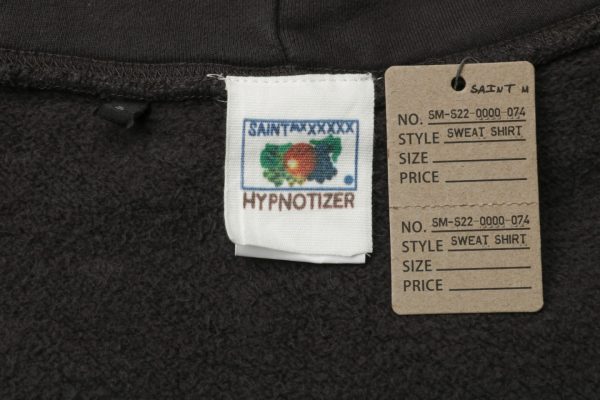 SAINT MXXXXXXX
HYPNOTIZER
SAINT M
NO. SM-S22-0000-074
STYLE SWEAT SHIRT
SIZE
PRICE
NO. SM-S22-0000-074
STYLE SWEAT SHIRT
SIZE
PRICE